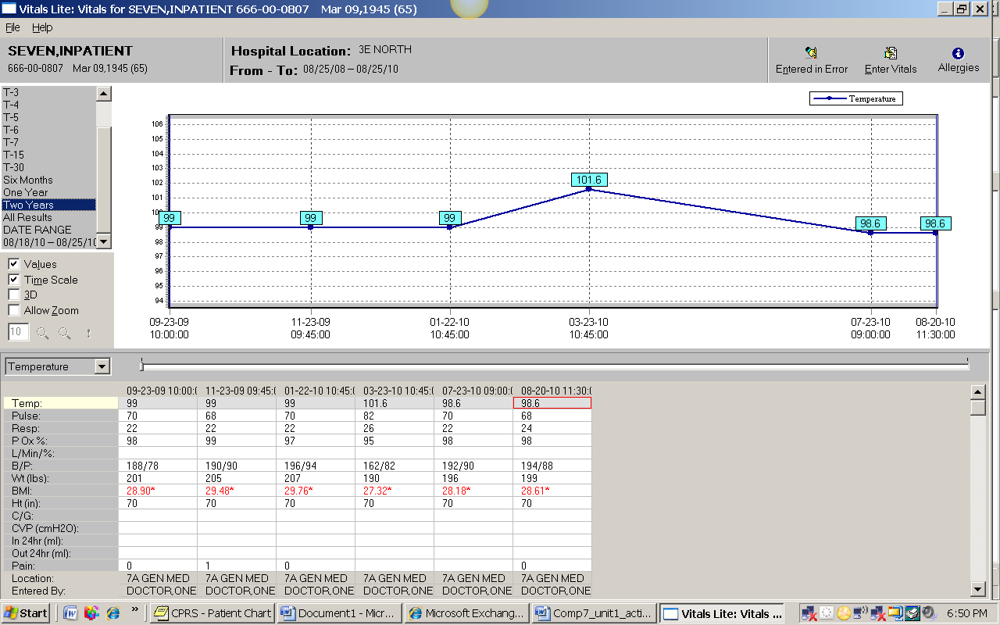 Vitals Lite: Vitals for SEVEN,INPATIENT 666-00-0807 Mar 09,1945 (65)
File Help
SEVEN,INPATIENT
666-00-0807 Mar 09,1945 (65)
Hospital Location: 3E NORTH
From - To: 08/25/08 – 08/25/10
Entered in Error
Enter Vitals
Allergies
T-3
T-4
T-5
T-6
T-7
T-15
T-30
Six Months
One Year
Two Years
All Results
DATE RANGE
08/18/10 – 08/25/10
Values
Time Scale
3D
Allow Zoom
10
Temperature
106
105
104
103
102
101
100
99
98
97
96
95
94
99 99 99 101.6 98.6 98.6
09-23-09 11-23-09 01-22-10 03-23-10 07-23-10 08-20-10
10:00:00 09:45:00 10:45:00 10:45:00 09:00:00 11:30:00
Temperature
09-23-09 10:00:( 11-23-09 09:45:( 01-22-10 10:45:( 03-23-10 10:45:( 07-23-10 09:00:( 08-20-10 11:30:(
Temp: 99 99 99 101.6 98.6 98.6
Pulse: 70 68 70 82 70 68
Resp: 22 22 22 26 22 24
P Ox %: 98 99 97 95 98 98
L/Min/%:
B/P: 188/78 190/90 196/94 162/82 192/90 194/88
Wt (lbs): 201 205 207 190 196 199
BMI: 28.90* 29.48* 29.76* 27.32* 28.18* 28.61*
Ht (in): 70 70 70 70 70 70
C/G:
CVP (cmH2O):
In 24hr (ml):
Out 24hr (ml):
Pain: 0 1 0 0
Location: 7A GEN MED 7A GEN MED 7A GEN MED 7A GEN MED 7A GEN MED 7A GEN MED
Entered By: DOCTOR,ONE DOCTOR,ONE DOCTOR,ONE DOCTOR,ONE DOCTOR,ONE DOCTOR,ONE
Start » CPRS - Patient Chart Document4 - Micr... Microsoft Exchang... Comp7_unit1_acti... Vitals Lite: Vitals ... 6:50 PM